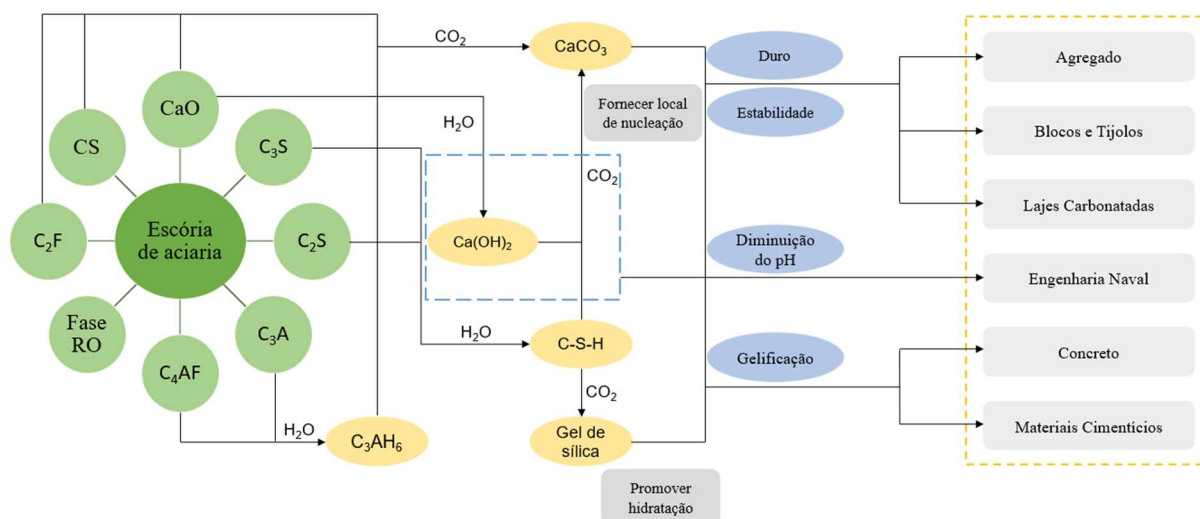 CO₂
CaCO₃
Duro
Agregado
CaO
Fornecer local
de nucleação
H₂O
Estabilidade
CS
C₃S
Blocos e Tijolos
CO₂
Lajes Carbonatadas
Escória
de aciaria
C₂F
C₂S
Ca(OH)₂
Diminuição
do pH
Engenharia Naval
Fase
RO
C₃A
H₂O
C-S-H
Gelificação
Concreto
C₄AF
CO₂
H₂O
C₃AH₆
Gel de
sílica
Materiais Cimentícios
Promover
hidratação